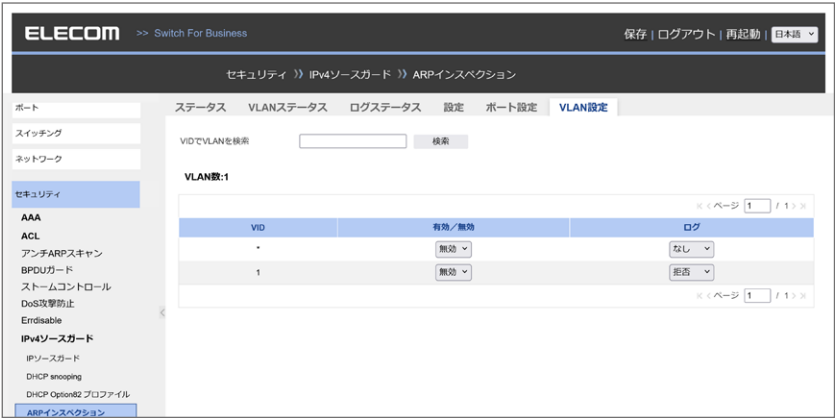 ELECOM >> Switch For Business 保存 | ログアウト | 再起動 | 日本語
セキュリティ 》 IPv4ソースガード 》 ARPインスペクション
ポート
スイッチング
ネットワーク
セキュリティ
AAA
ACL
アンチARPスキャン
BPDUガード
ストームコントロール
DoS攻撃防止
Errdisable
IPv4ソースガード
IPソースガード
DHCP snooping
DHCP Option82 プロファイル
ARPインスペクション
ステータス VLANステータス ログステータス 設定 ポート設定 VLAN設定
VIDでVLANを検索 検索
VLAN数:1
ページ 1 / 1
VID 有効／無効 ログ
* 無効 なし
1 無効 拒否
ページ 1 / 1